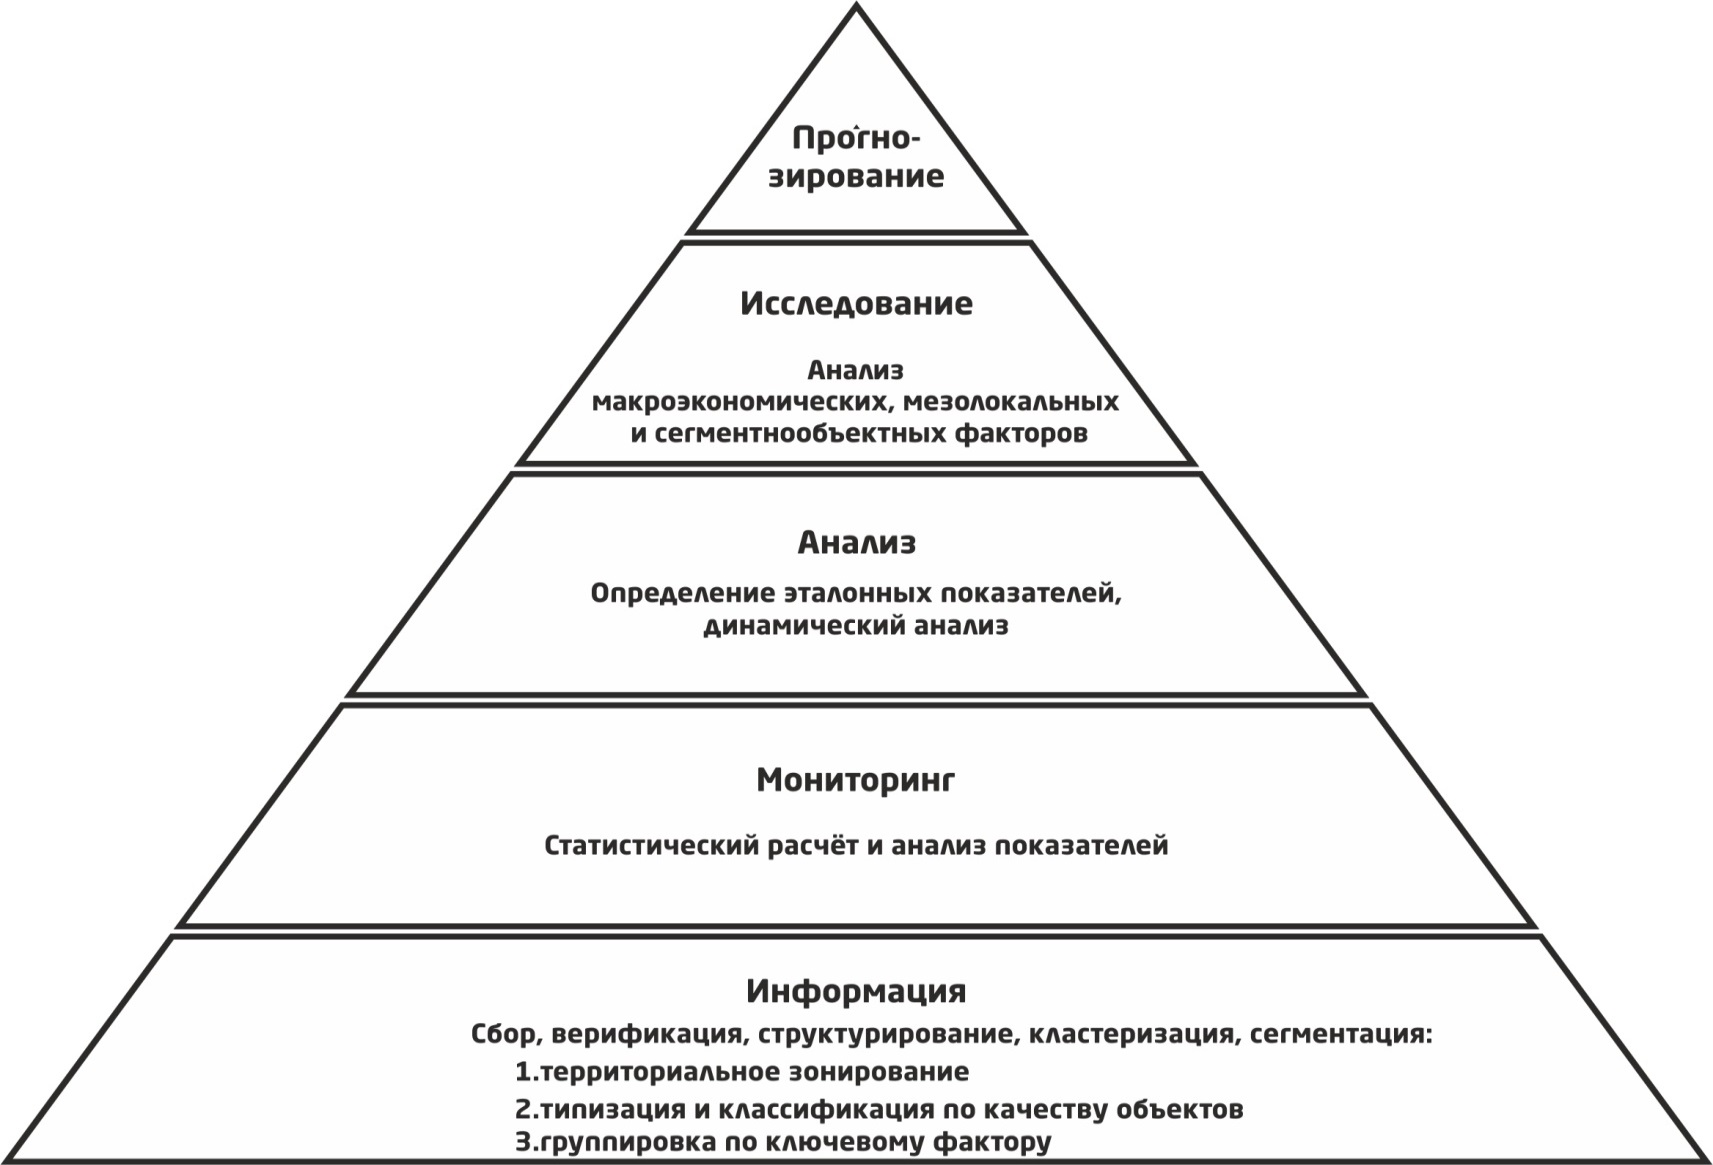 Прогно-
зирование
Исследование
Анализ
макроэкономических, мезолокальных
и сегментнообъектных факторов
Анализ
Определение эталонных показателей,
динамический анализ
Мониторинг
Статистический расчёт и анализ показателей
Информация
Сбор, верификация, структурирование, кластеризация, сегментация:
1.территориальное зонирование
2.типизация и классификация по качеству объектов
3.группировка по ключевому фактору